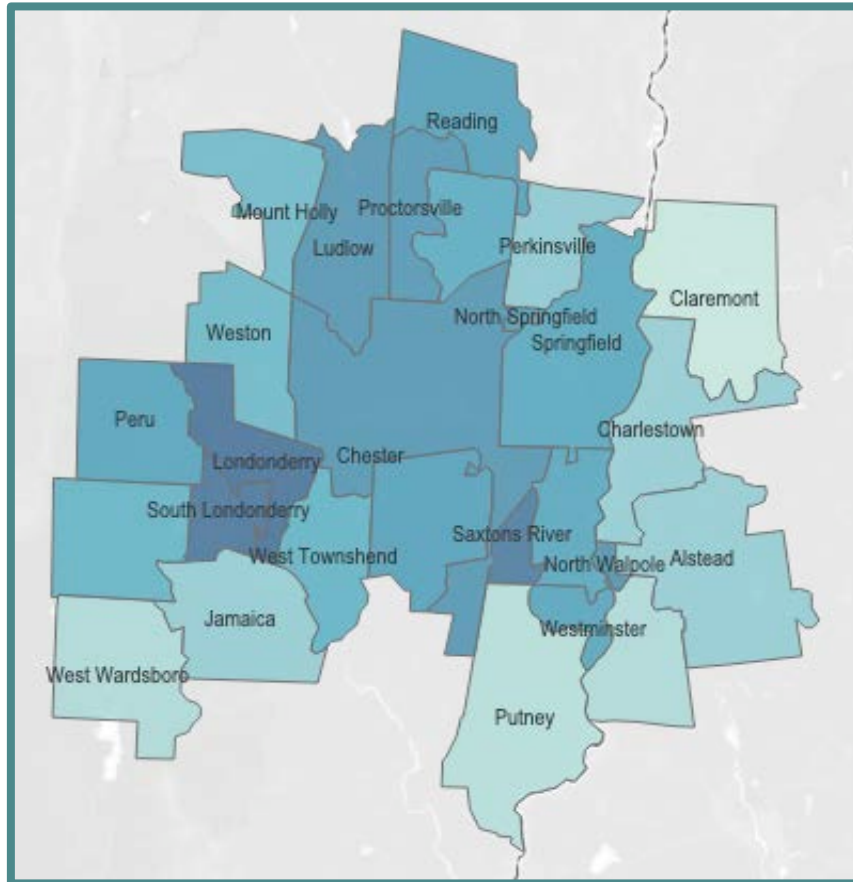 Reading
Mount Holly
Proctorsville
Ludlow
Perkinsville
Claremont
North Springfield
Weston
Springfield
Peru
Charlestown
Londonderry
Chester
South Londonderry
Saxtons River
West Townshend
North Walpole
Alstead
Jamaica
Westminster
West Wardsboro
Putney